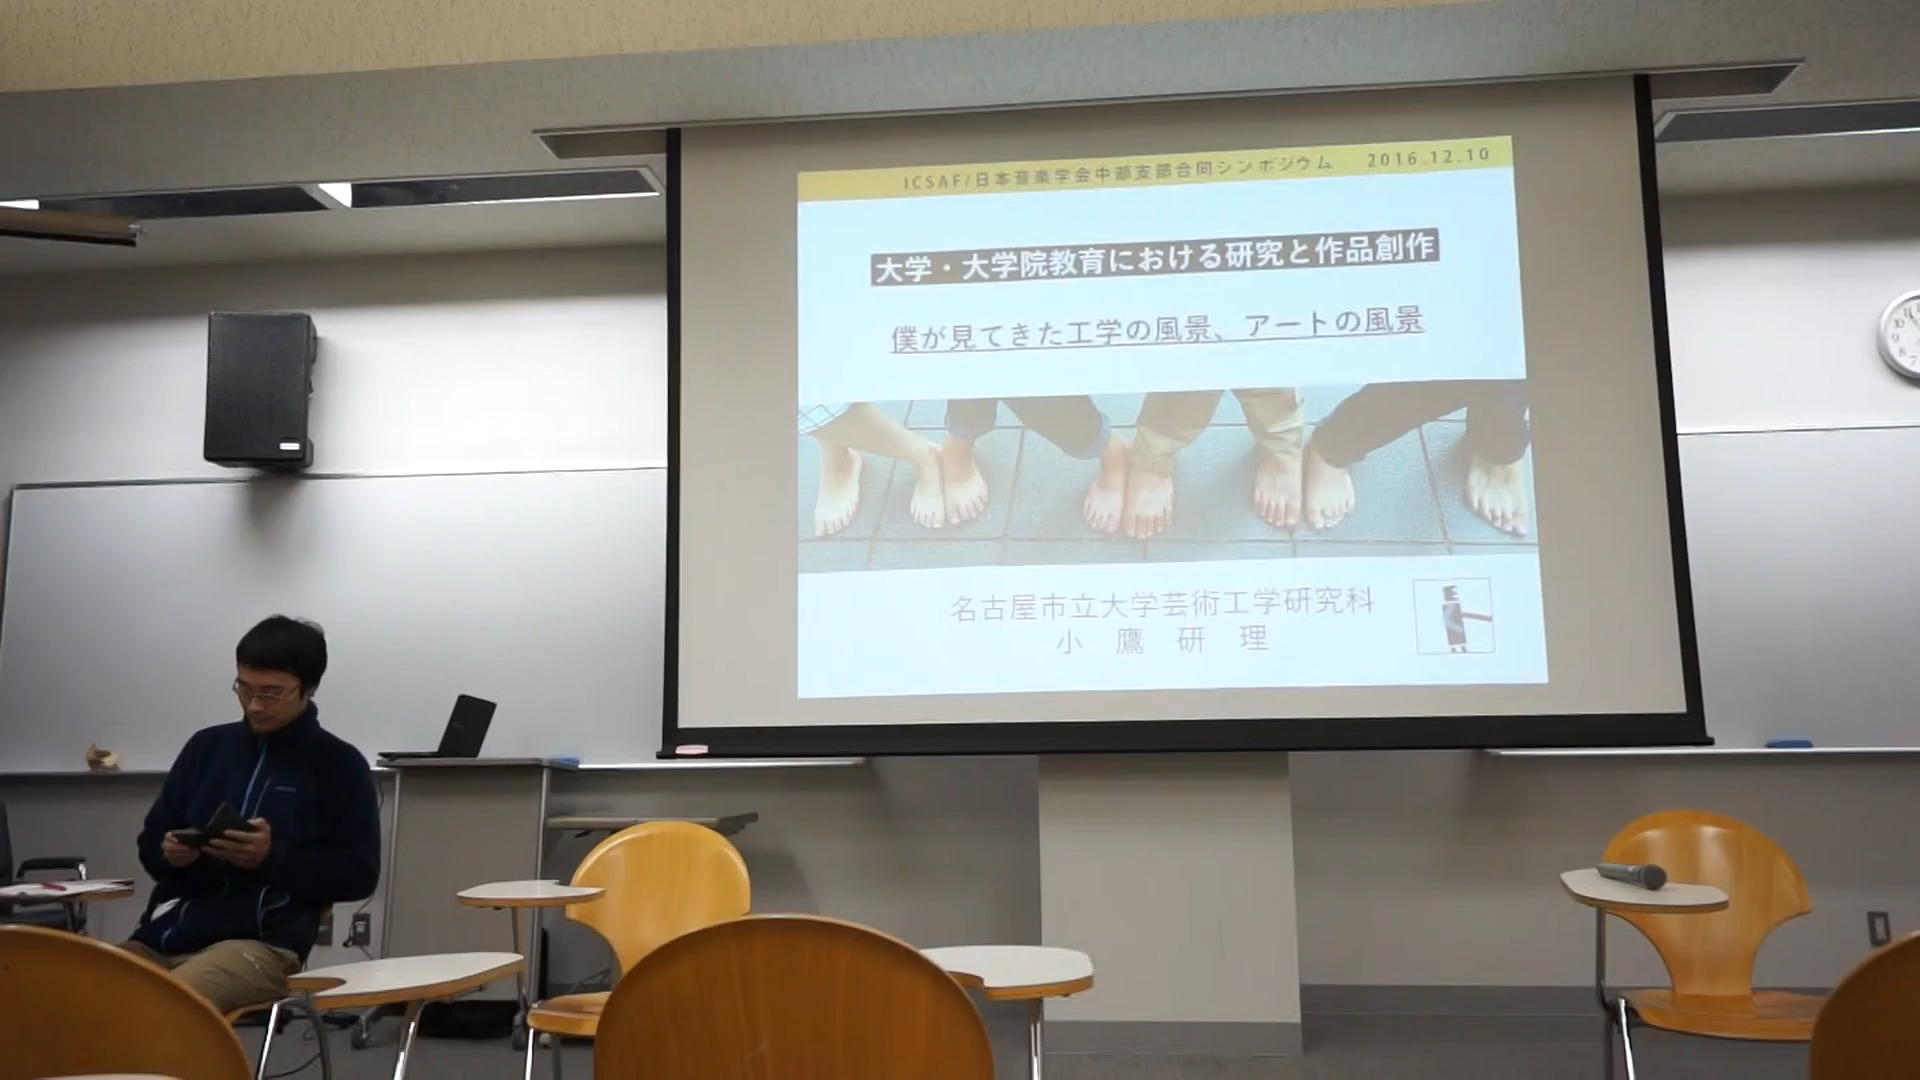 ICSAF/日本音楽学会中部支部合同シンポジウム 2016.12.10
大学・大学院教育における研究と作品創作
僕が見てきた工学の風景、アートの風景
名古屋市立大学芸術工学研究科
小鷹研理